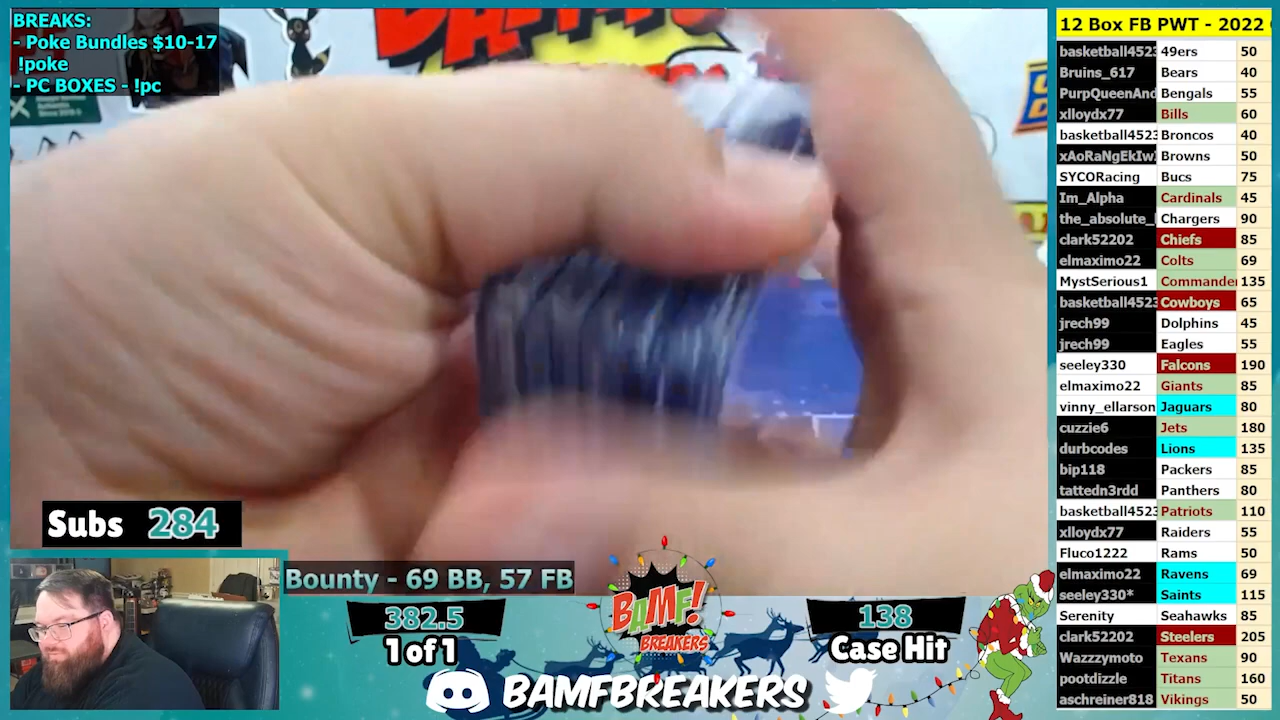 BREAKS:
- Poke Bundles $10-17
!poke
- PC BOXES - !pc
12 Box FB PWT - 2022
basketball4523 49ers 50
Bruins_617 Bears 40
PurpQueenAnd Bengals 55
xlloydx77 Bills 60
basketball4523 Broncos 40
xAoRaNgEkIw Browns 50
SYCORacing Bucs 75
Im_Alpha Cardinals 45
the_absolute_ Chargers 90
clark52202 Chiefs 85
elmaximo22 Colts 69
MystSerious1 Commander 135
basketball4523 Cowboys 65
jrech99 Dolphins 45
jrech99 Eagles 55
seeley330 Falcons 190
elmaximo22 Giants 85
vinny_ellarson Jaguars 80
cuzzie6 Jets 180
durbcodes Lions 135
bip118 Packers 85
tattedn3rdd Panthers 80
basketball4523 Patriots 110
xlloydx77 Raiders 55
Fluco1222 Rams 50
elmaximo22 Ravens 69
seeley330* Saints 115
Serenity Seahawks 85
clark52202 Steelers 205
Wazzzymoto Texans 90
pootdizzle Titans 160
aschreiner818 Vikings 50
Subs 284
Bounty - 69 BB, 57 FB
382.5
1 of 1
BAMF!
BREAKERS
138
Case Hit
BAMFBREAKERS